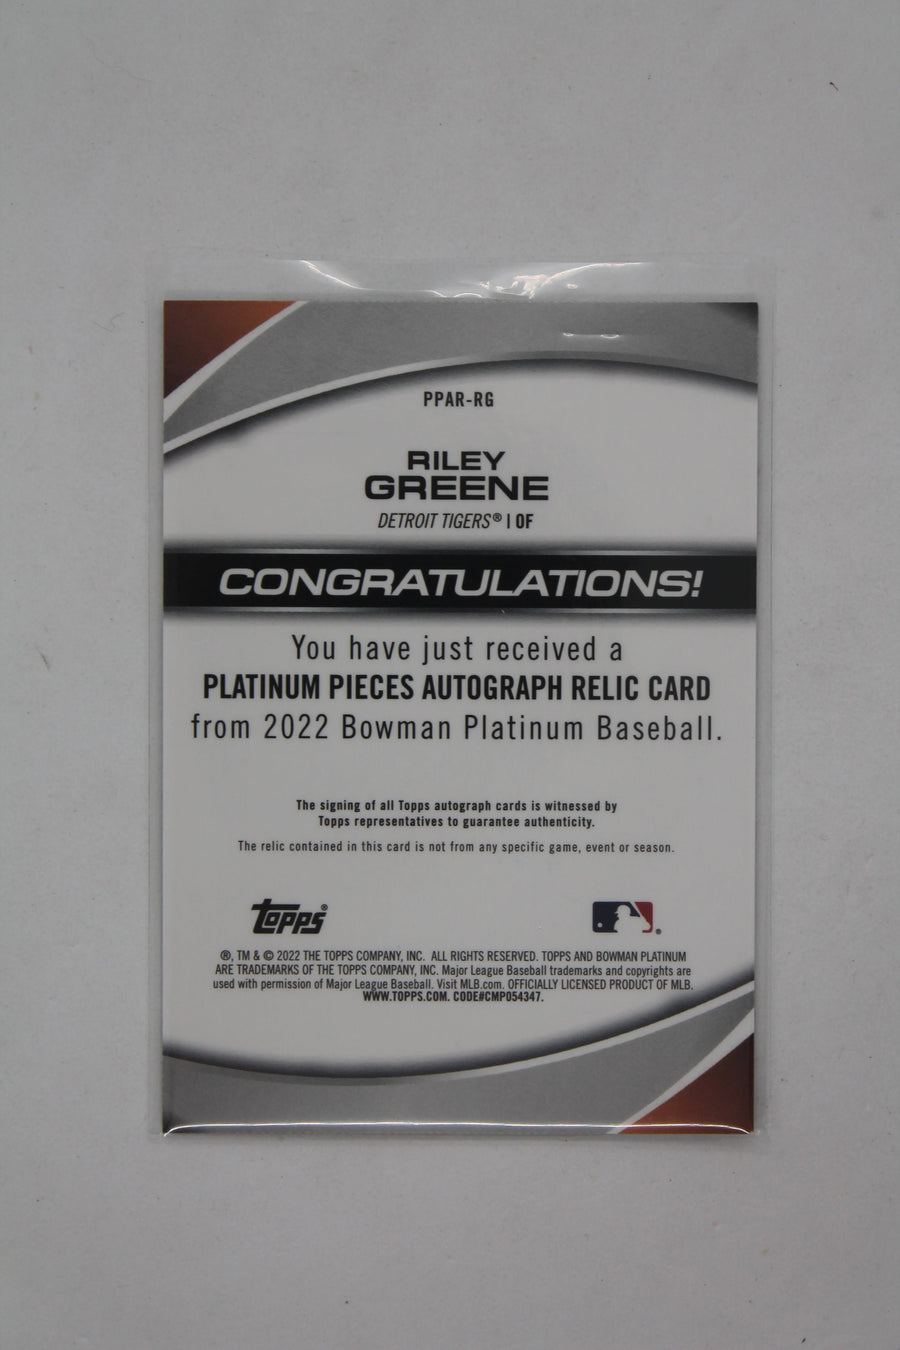 PPAR-RG
RILEY
GREENE
DETROIT TIGERS® | OF
CONGRATULATIONS!
You have just received a
PLATINUM PIECES AUTOGRAPH RELIC CARD
from 2022 Bowman Platinum Baseball.
The signing of all Topps autograph cards is witnessed by
Topps representatives to guarantee authenticity.
The relic contained in this card is not from any specific game, event or season.
Topps®
®, TM & © 2022 THE TOPPS COMPANY, INC. ALL RIGHTS RESERVED. TOPPS AND BOWMAN PLATINUM
ARE TRADEMARKS OF THE TOPPS COMPANY, INC. Major League Baseball trademarks and copyrights are
used with permission of Major League Baseball. Visit MLB.com. OFFICIALLY LICENSED PRODUCT OF MLB.
WWW.TOPPS.COM. CODE#CMP054347.